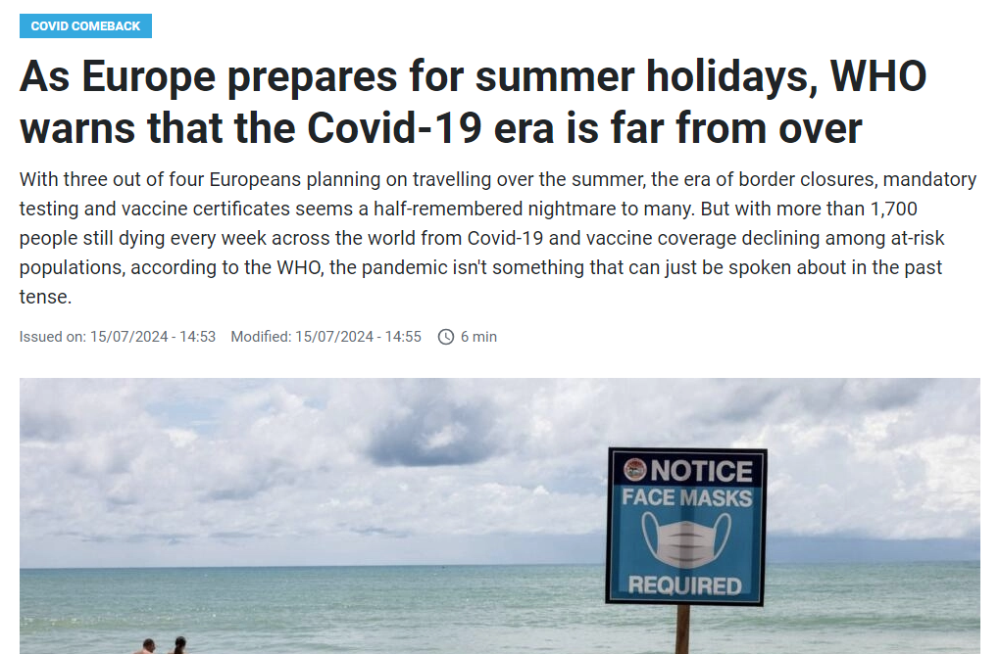 COVID COMEBACK
As Europe prepares for summer holidays, WHO
warns that the Covid-19 era is far from over
With three out of four Europeans planning on travelling over the summer, the era of border closures, mandatory
testing and vaccine certificates seems a half-remembered nightmare to many. But with more than 1,700
people still dying every week across the world from Covid-19 and vaccine coverage declining among at-risk
populations, according to the WHO, the pandemic isn't something that can just be spoken about in the past
tense.
Issued on: 15/07/2024 - 14:53 Modified: 15/07/2024 - 14:55 6 min
NOTICE
FACE MASKS
REQUIRED